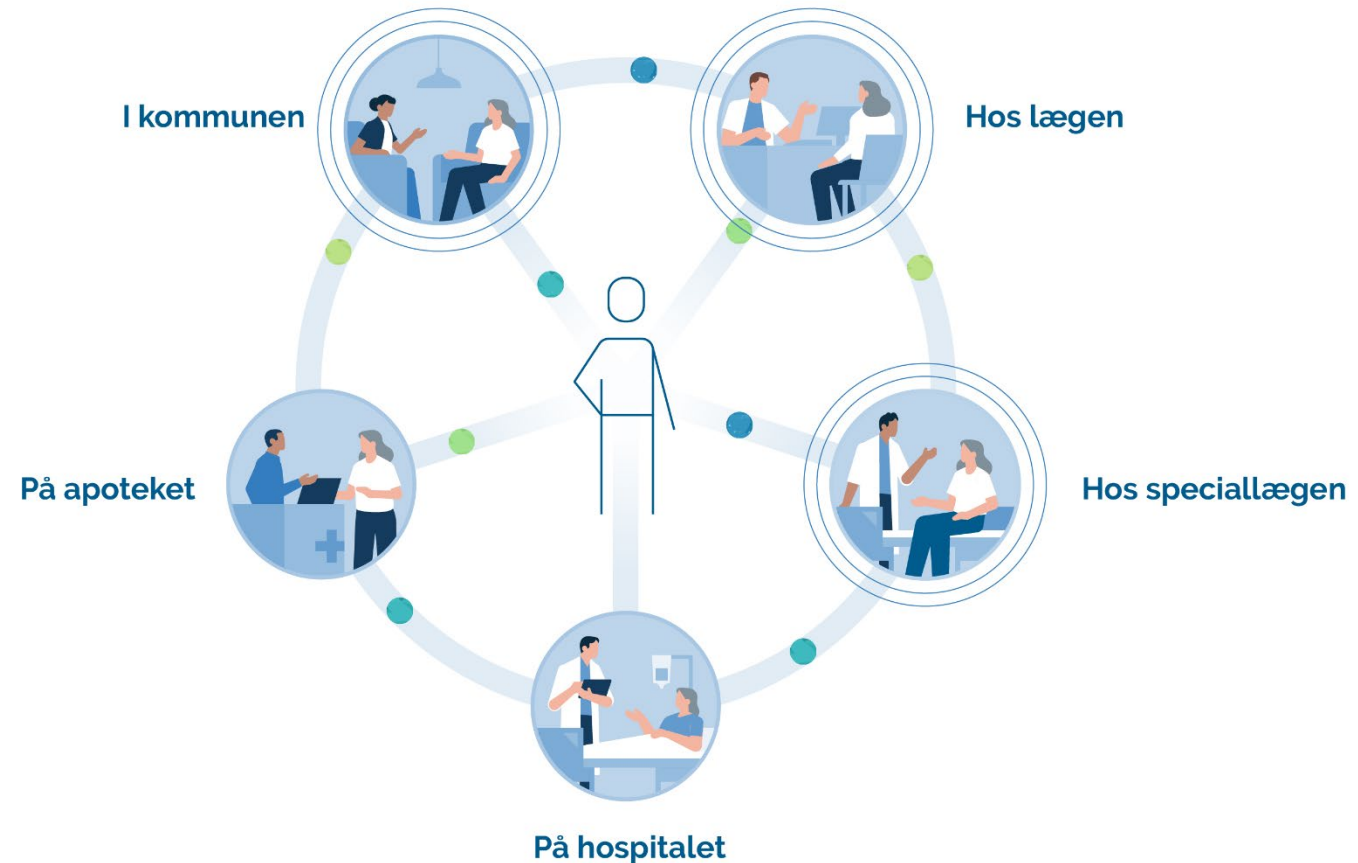 I kommunen
Hos lægen
På apoteket
Hos speciallægen
På hospitalet